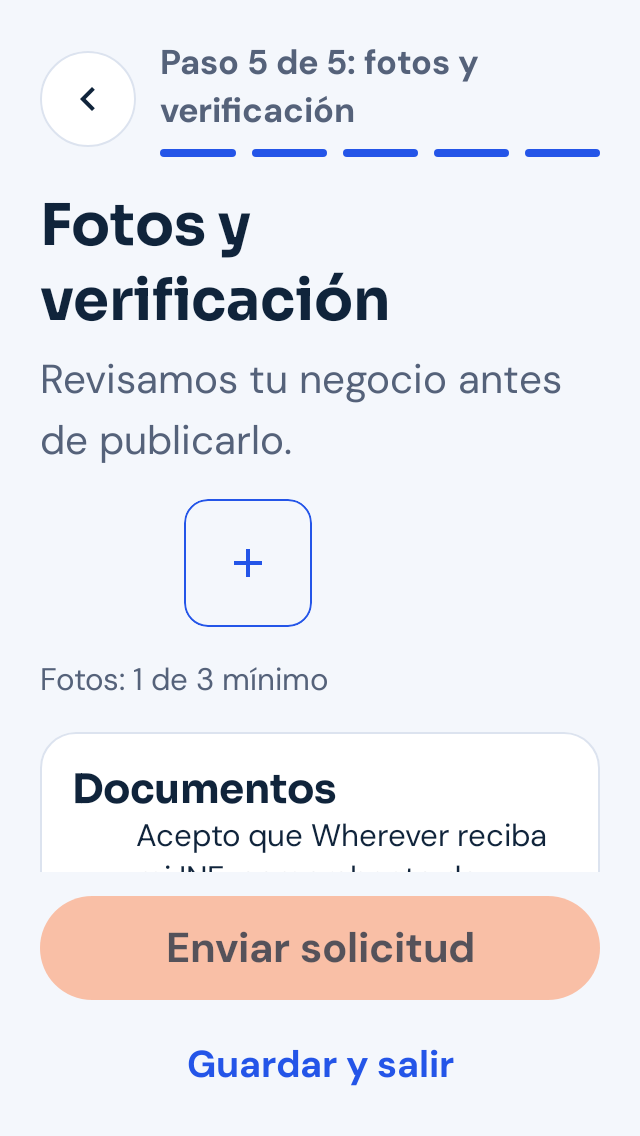 Paso 5 de 5: fotos y
verificación
Fotos y
verificación
Revisamos tu negocio antes
de publicarlo.
+
Fotos: 1 de 3 mínimo
Documentos
Acepto que Wherever reciba
Enviar solicitud
Guardar y salir